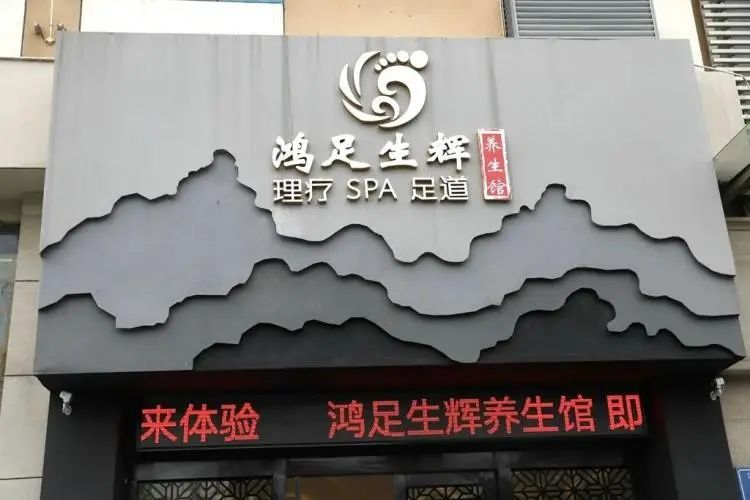 鸿足生辉
养生馆
理疗 SPA 足道
来体验 鸿足生辉养生馆 即